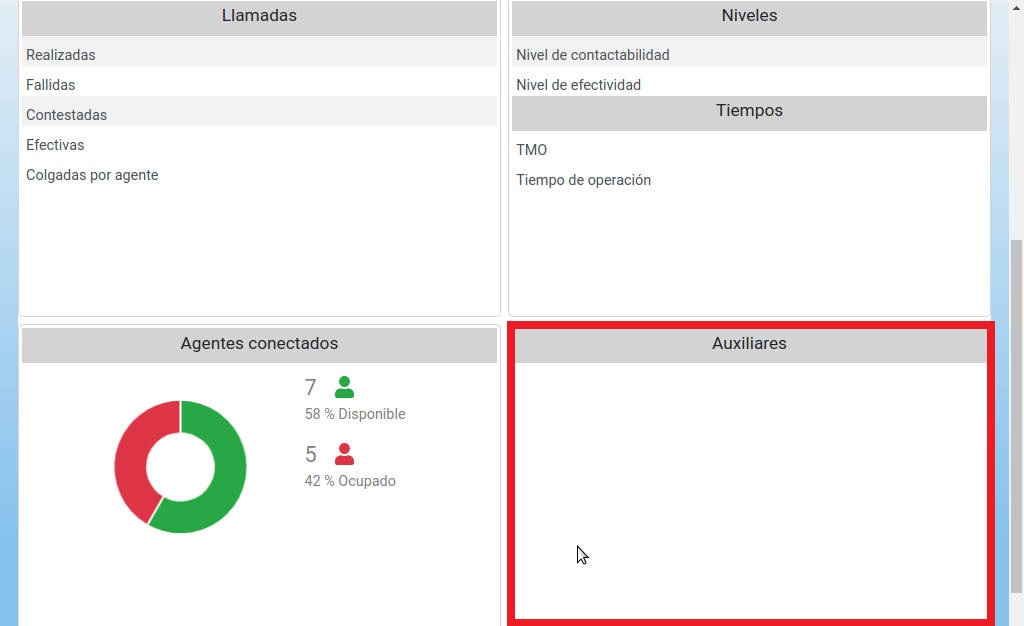 Llamadas
Realizadas
Fallidas
Contestadas
Efectivas
Colgadas por agente
Niveles
Nivel de contactabilidad
Nivel de efectividad
Tiempos
TMO
Tiempo de operación
Agentes conectados
7
58 % Disponible
5
42 % Ocupado
Auxiliares